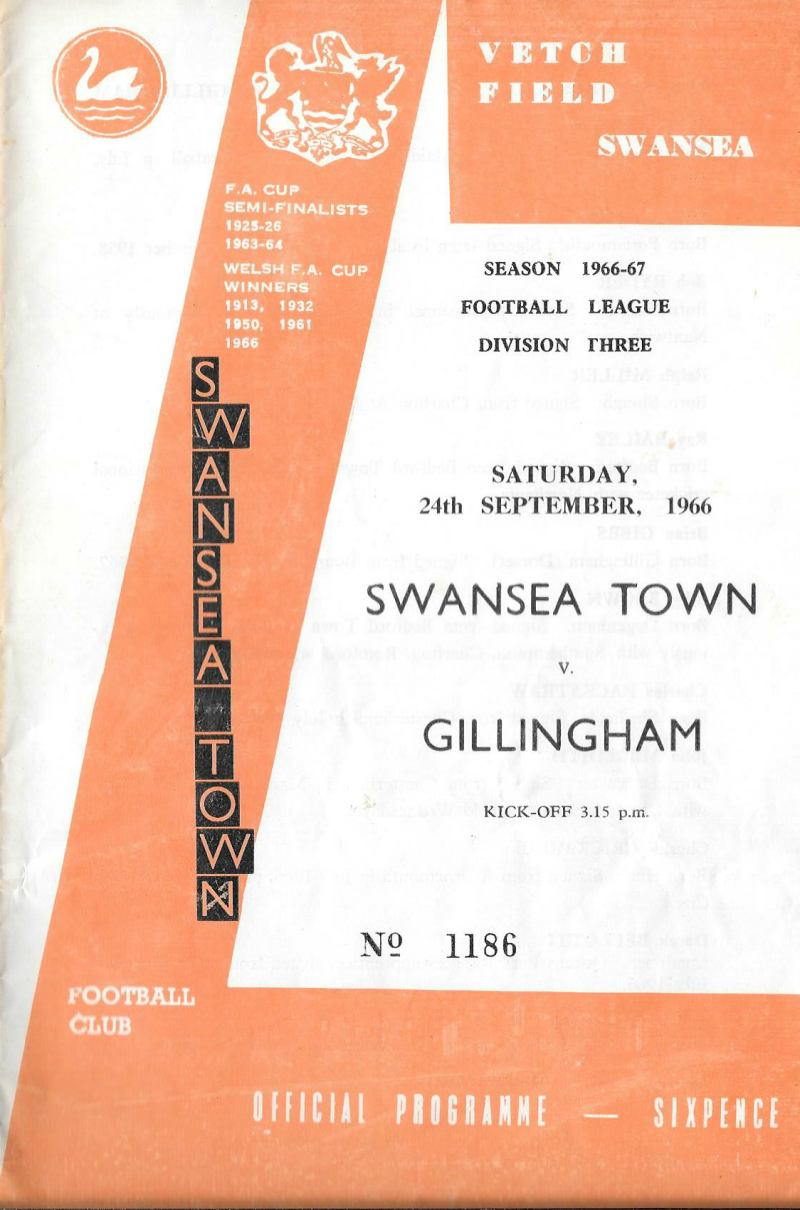 VETCH
FIELD
SWANSEA
F.A. CUP
SEMI-FINALISTS
1925-26
1963-64
WELSH F.A. CUP
WINNERS
1913, 1932
1950, 1961
1966
SEASON 1966-67
FOOTBALL LEAGUE
DIVISION THREE
SWANSEA TOWN
SATURDAY,
24th SEPTEMBER, 1966
SWANSEA TOWN
v.
GILLINGHAM
KICK-OFF 3.15 p.m.
Nº 1186
FOOTBALL
CLUB
OFFICIAL PROGRAMME — SIXPENCE